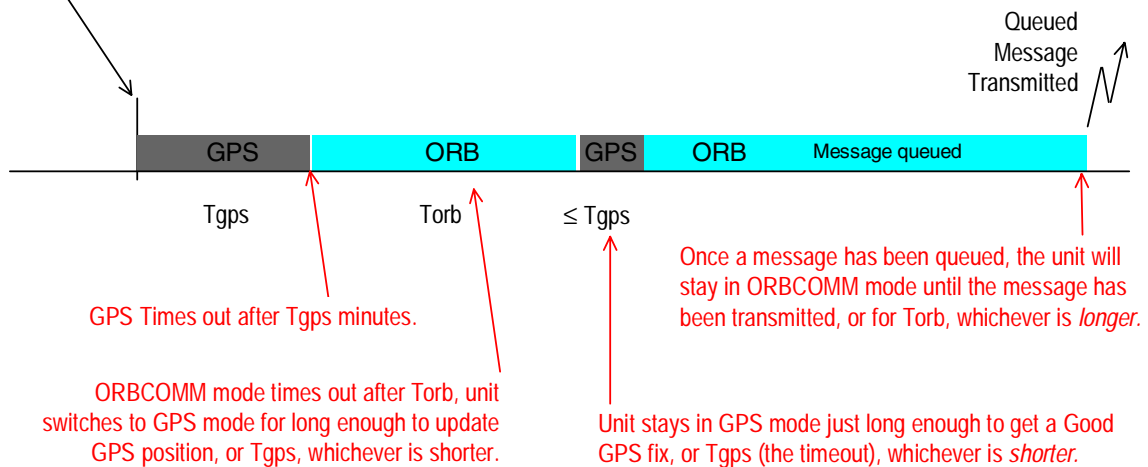 Queued
Message
Transmitted
GPS
ORB
GPS
ORB
Message queued
Tgps
Torb
≤ Tgps
GPS Times out after Tgps minutes.
Once a message has been queued, the unit will
stay in ORBCOMM mode until the message has
been transmitted, or for Torb, whichever is longer.
ORBCOMM mode times out after Torb, unit
switches to GPS mode for long enough to update
GPS position, or Tgps, whichever is shorter.
Unit stays in GPS mode just long enough to get a Good
GPS fix, or Tgps (the timeout), whichever is shorter.